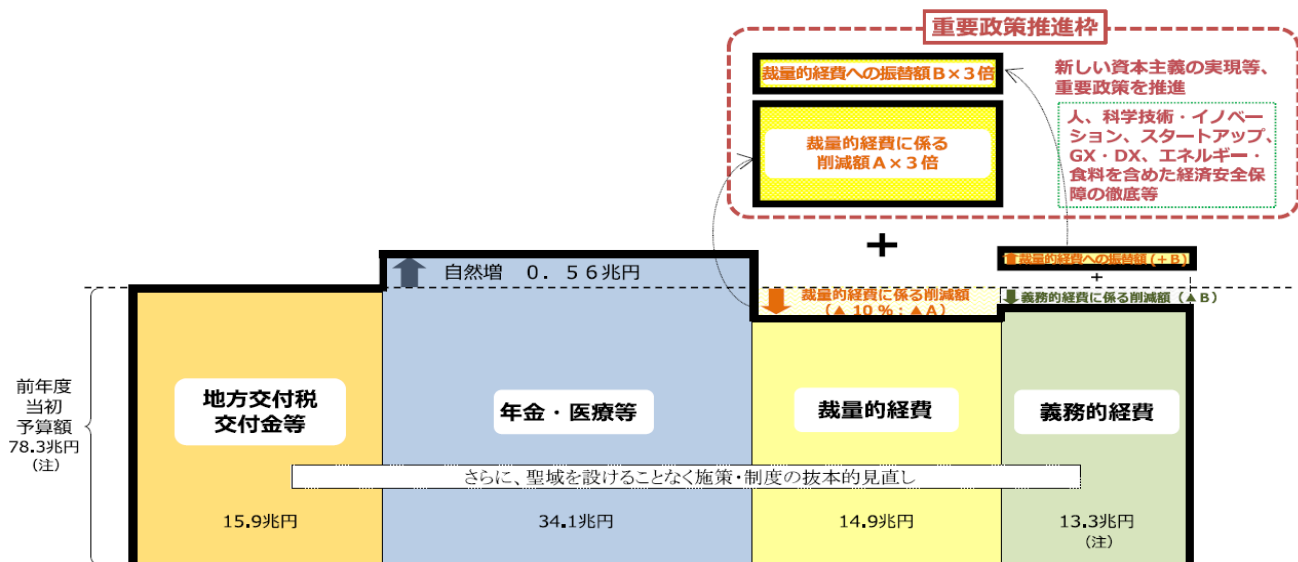 重要政策推進枠
裁量的経費への振替額B×3倍
新しい資本主義の実現等、
重要政策を推進
裁量的経費に係る
削減額A×3倍
人、科学技術・イノベー
ション、スタートアップ、
GX・DX、エネルギー・
食料を含めた経済安全保
障の徹底等
+
裁量的経費への振替額(+B)
+
自然増 0.56兆円
裁量的経費に係る削減額
(▲10%:▲A)
義務的経費に係る削減額(▲B)
前年度
当初
予算額
78.3兆円
(注)
地方交付税
交付金等
年金・医療等
裁量的経費
義務的経費
さらに、聖域を設けることなく施策・制度の抜本的見直し
15.9兆円
34.1兆円
14.9兆円
13.3兆円
(注)